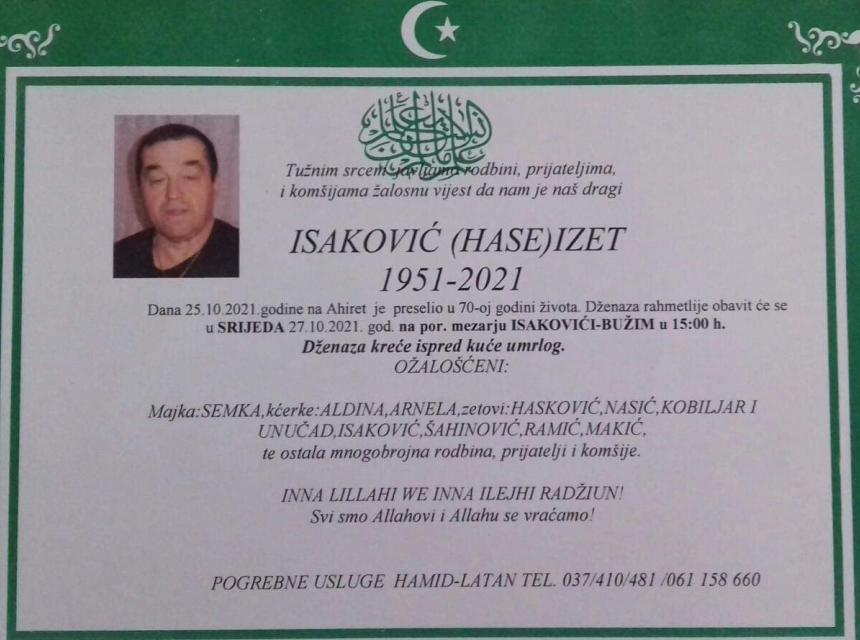 Tužnim srcem javljamo rodbini, prijateljima,
i komšijama žalosnu vijest da nam je naš dragi
ISAKOVIĆ (HASE)IZET
1951-2021
Dana 25.10.2021.godine na Ahiret je preselio u 70-oj godini života. Dženaza rahmetlije obavit će se
u SRIJEDA 27.10.2021. god. na por. mezarju ISAKOVIĆI-BUŽIM u 15:00 h.
Dženaza kreće ispred kuće umrlog.
OŽALOŠĆENI:
Majka:SEMKA,kćerke:ALDINA,ARNELA,zetovi:HASKOVIĆ,NASIĆ,KOBILJAR I
UNUČAD,ISAKOVIĆ,ŠAHINOVIĆ,RAMIĆ,MAKIĆ,
te ostala mnogobrojna rodbina, prijatelji i komšije.
INNA LILLAHI WE INNA ILEJHI RADŽIUN!
Svi smo Allahovi i Allahu se vraćamo!
POGREBNE USLUGE HAMID-LATAN TEL. 037/410/481 /061 158 660